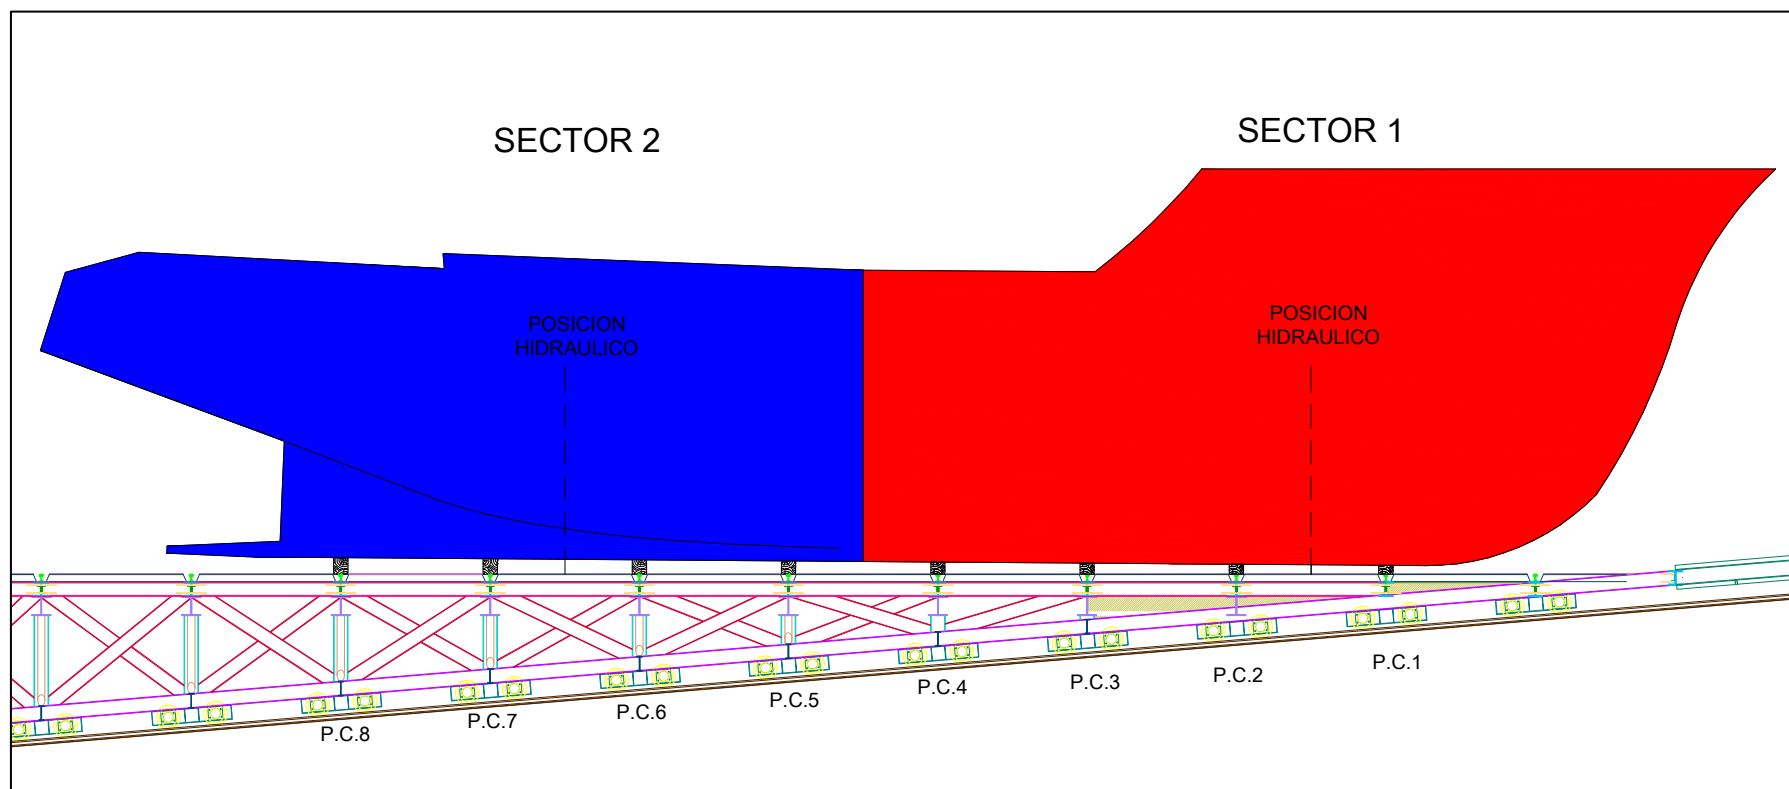 SECTOR 2
SECTOR 1
POSICION
HIDRAULICO
POSICION
HIDRAULICO
P.C.8
P.C.7
P.C.6
P.C.5
P.C.4
P.C.3
P.C.2
P.C.1